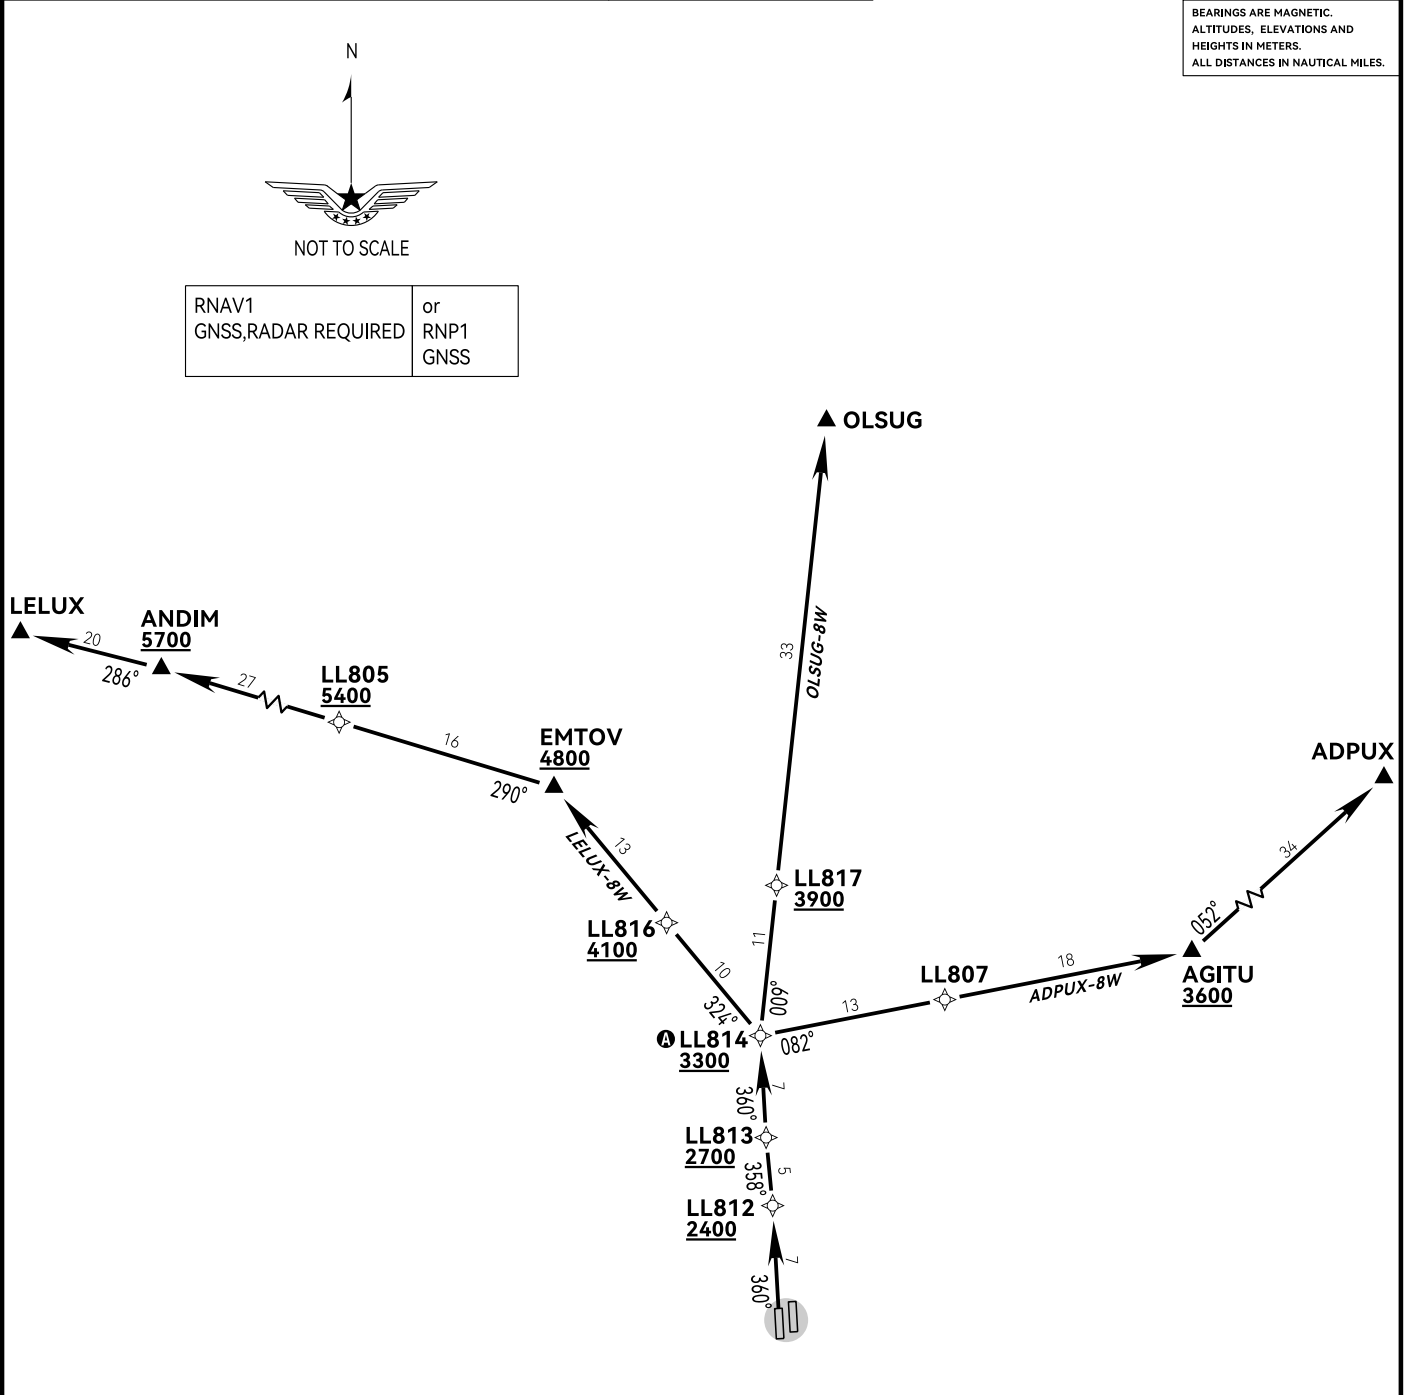 BEARINGS ARE MAGNETIC.
ALTITUDES, ELEVATIONS AND
HEIGHTS IN METERS.
ALL DISTANCES IN NAUTICAL MILES.
N
NOT TO SCALE
RNAV1
GNSS,RADAR REQUIRED
or
RNP1
GNSS
OLSUG
33
OLSUG-8W
LELUX
20
286°
ANDIM
5700
27
LL805
5400
16
EMTOV
4800
290°
13
LELUX-8W
ADPUX
34
052°
LL817
3900
11
009°
LL816
4100
10
324°
LL807
18
ADPUX-8W
AGITU
3600
13
082°
A LL814
3300
7
360°
LL813
2700
5
358°
LL812
2400
7
360°